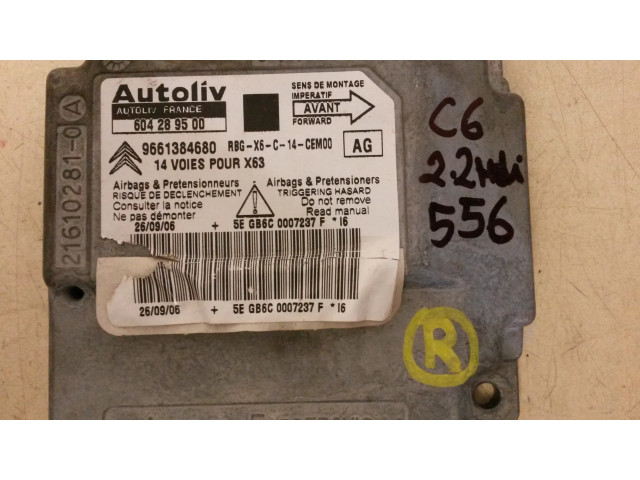 Autoliv
AUTOLIV FRANCE
604 28 95 00
SENS DE MONTAGE
IMPERATIF
AVANT
FORWARD
9661384680 RBG-X6-C-14-CEM00 AG
14 VOIES POUR X63
Airbags & Pretensionneurs
RISQUE DE DECLENCHEMENT
Consulter la notice
Ne pas démonter
Airbags & Pretensioners
TRIGGERING HASARD
Do not remove
Read manual
26/09/06 + 5E GB6C 0007237 F * I6
26/09/06 + 5E GB6C 0007237 F * I6
21610281-0 A
C6
2.2HDi
556
R